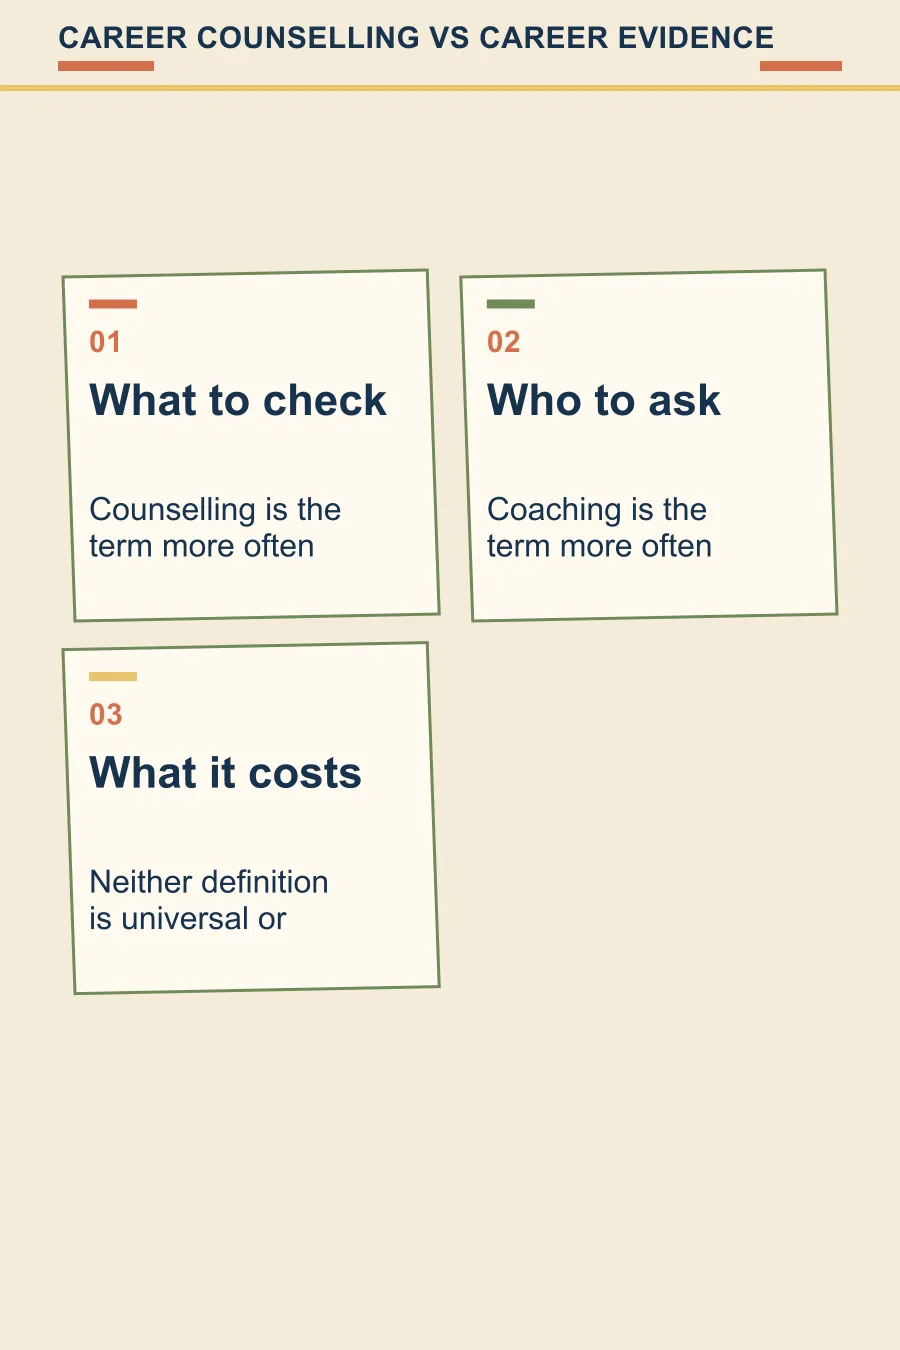 CAREER COUNSELLING VS CAREER EVIDENCE
01
What to check
Counselling is the
term more often
02
Who to ask
Coaching is the
term more often
03
What it costs
Neither definition
is universal or